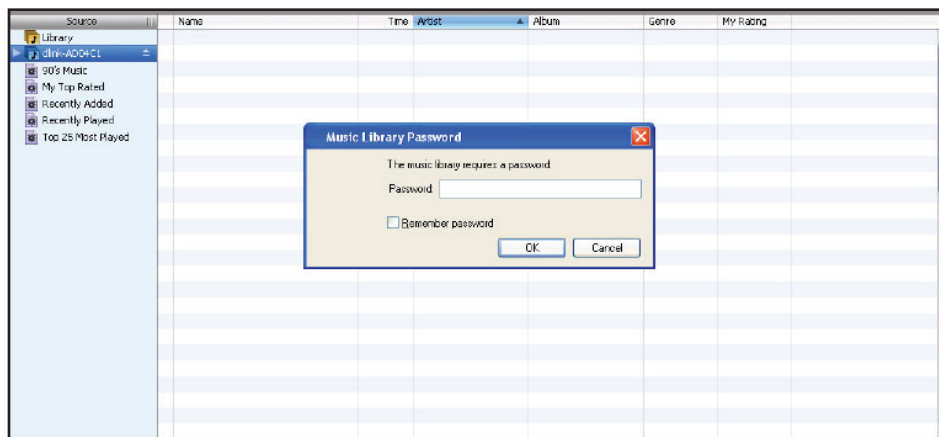 Source Name Time Artist Album Genre My Rating
Library
dlink-AD04C1
90's Music
My Top Rated
Recently Added
Recently Played
Top 25 Most Played
Music Library Password
The music library requires a password
Password
Remember password
OK Cancel